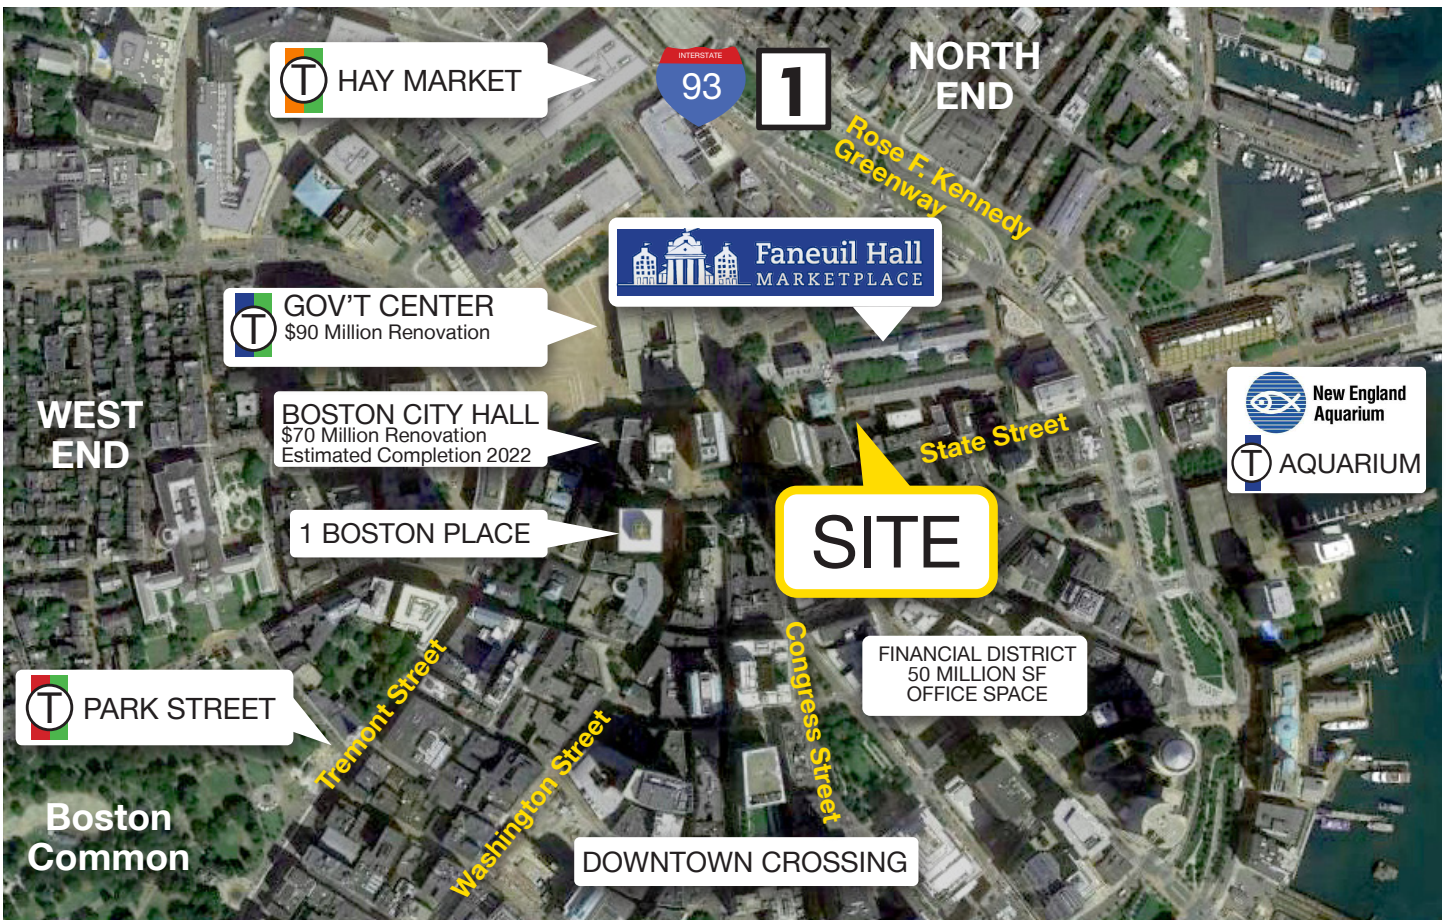 T HAY MARKET
INTERSTATE
93
1
NORTH
END
Rose F. Kennedy
Greenway
Faneuil Hall
MARKETPLACE
T GOV'T CENTER
$90 Million Renovation
WEST
END
BOSTON CITY HALL
$70 Million Renovation
Estimated Completion 2022
State Street
New England
Aquarium
T AQUARIUM
1 BOSTON PLACE
SITE
Congress Street
FINANCIAL DISTRICT
50 MILLION SF
OFFICE SPACE
T PARK STREET
Tremont Street
Washington Street
Boston
Common
DOWNTOWN CROSSING